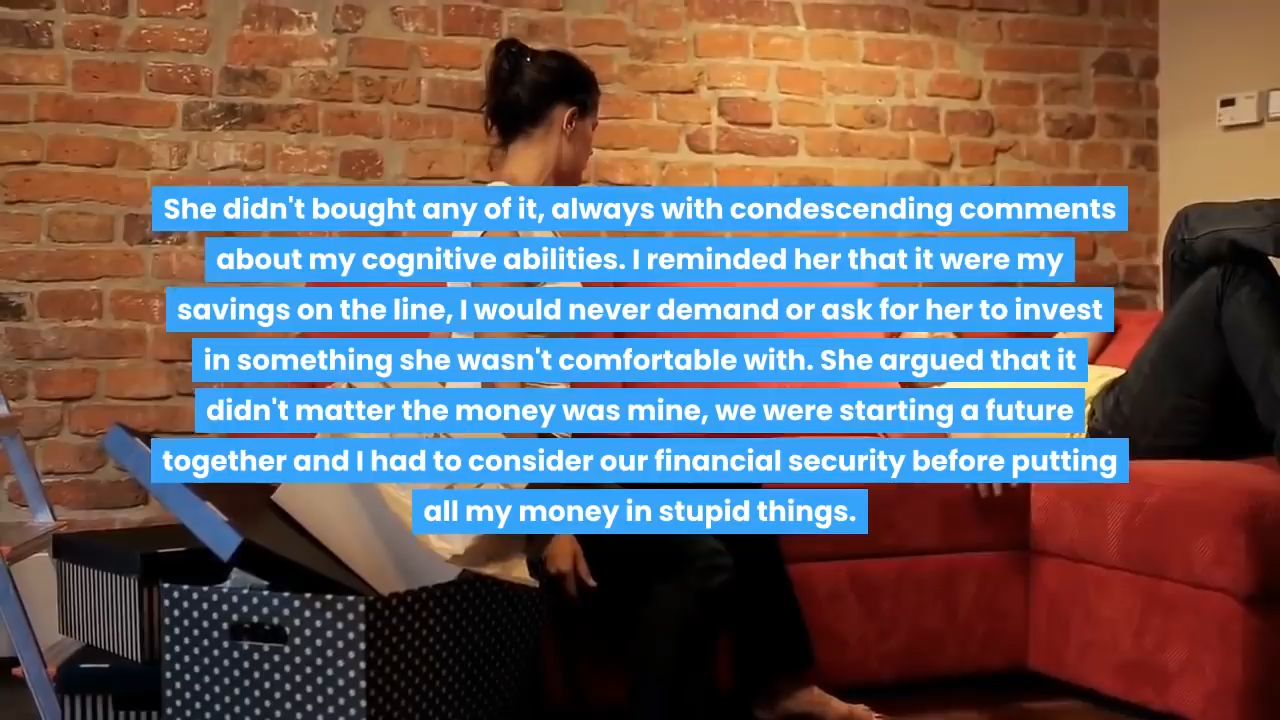 She didn't bought any of it, always with condescending comments
about my cognitive abilities. I reminded her that it were my
savings on the line, I would never demand or ask for her to invest
in something she wasn't comfortable with. She argued that it
didn't matter the money was mine, we were starting a future
together and I had to consider our financial security before putting
all my money in stupid things.